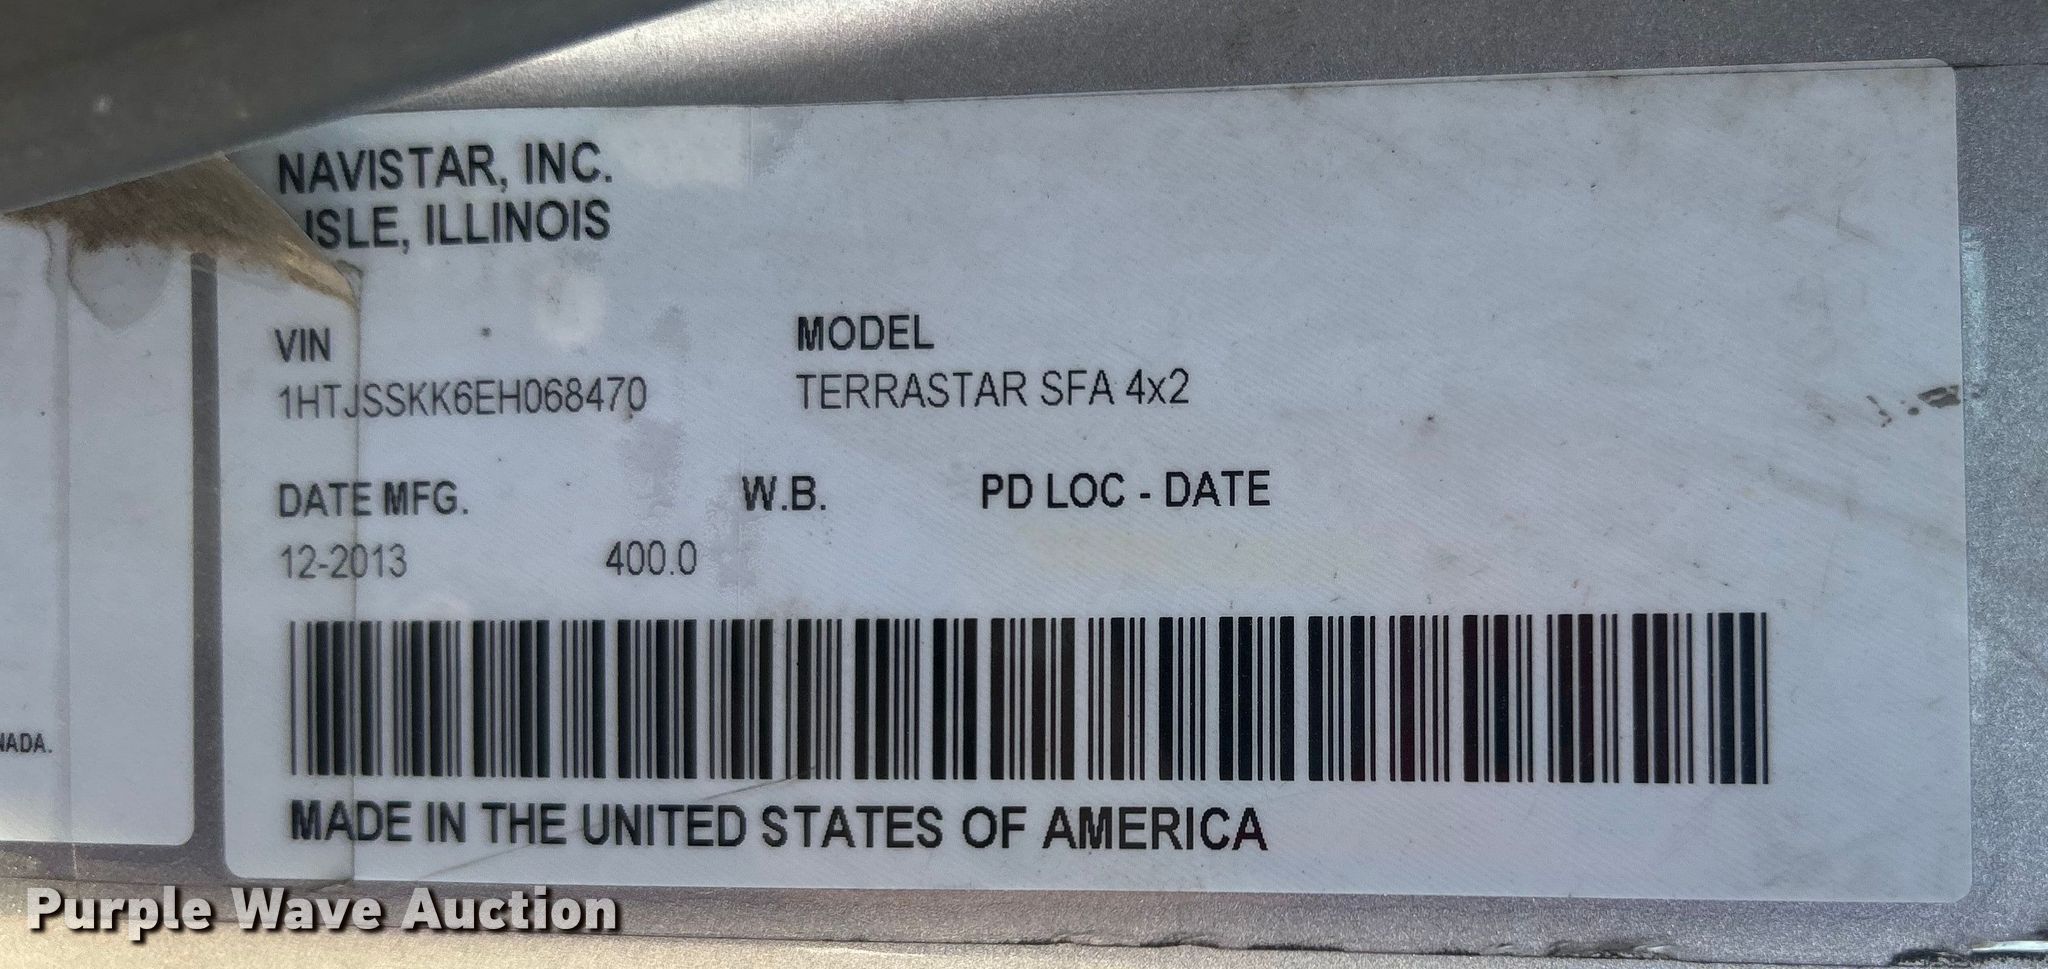 NAVISTAR, INC.
LISLE, ILLINOIS
VIN MODEL
1HTJSSKK6EH068470 TERRASTAR SFA 4x2
DATE MFG. W.B. PD LOC - DATE
12-2013 400.0
MADE IN THE UNITED STATES OF AMERICA
NADA.
Purple Wave Auction